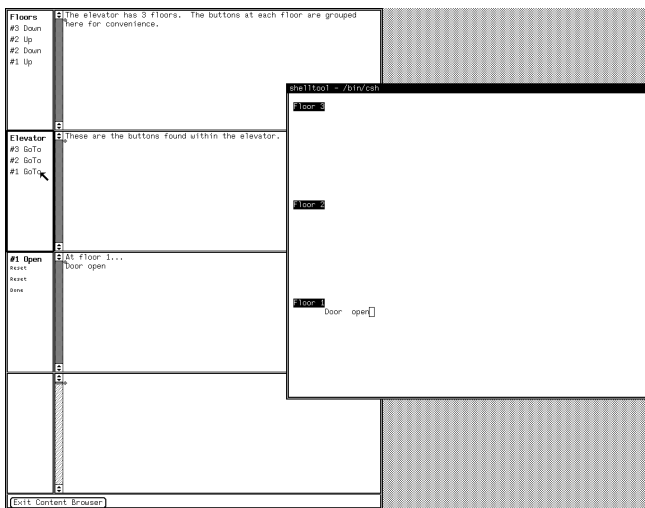 Floors
#3 Down
#2 Up
#2 Down
#1 Up
The elevator has 3 floors.  The buttons at each floor are grouped
here for convenience.
shelltool - /bin/csh
Floor 3
Elevator
#3 GoTo
#2 GoTo
#1 GoTo
These are the buttons found within the elevator.
Floor 2
#1 Open
Reset
Reset
Done
At floor 1...
Door open
Floor 1
Door  open
Exit Content Browser